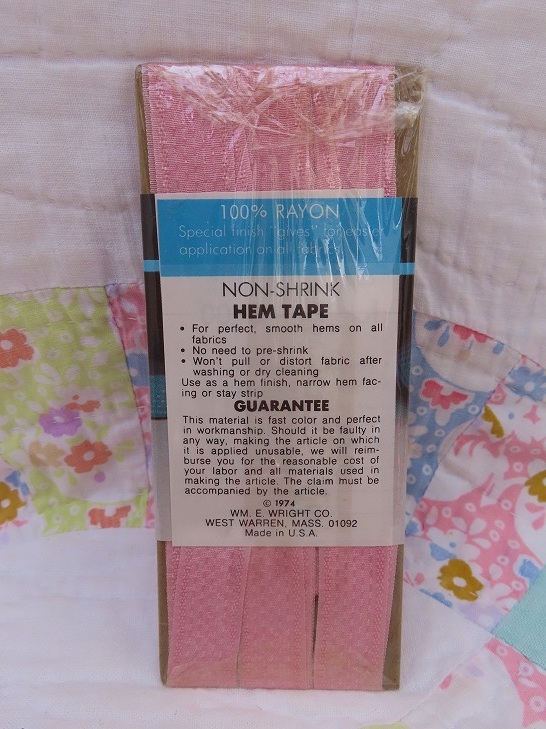 100% RAYON
Special finish "gives" for easier
application on all fabrics
NON-SHRINK
HEM TAPE
• For perfect, smooth hems on all
fabrics
• No need to pre-shrink
• Won't pull or distort fabric after
washing or dry cleaning
Use as a hem finish, narrow hem fac-
ing or stay strip
GUARANTEE
This material is fast color and perfect
in workmanship. Should it be faulty in
any way, making the article on which
it is applied unusable, we will reim-
burse you for the reasonable cost of
your labor and all materials used in
making the article. The claim must be
accompanied by the article.
© 1974
WM. E. WRIGHT CO.
WEST WARREN, MASS. 01092
Made in U.S.A.